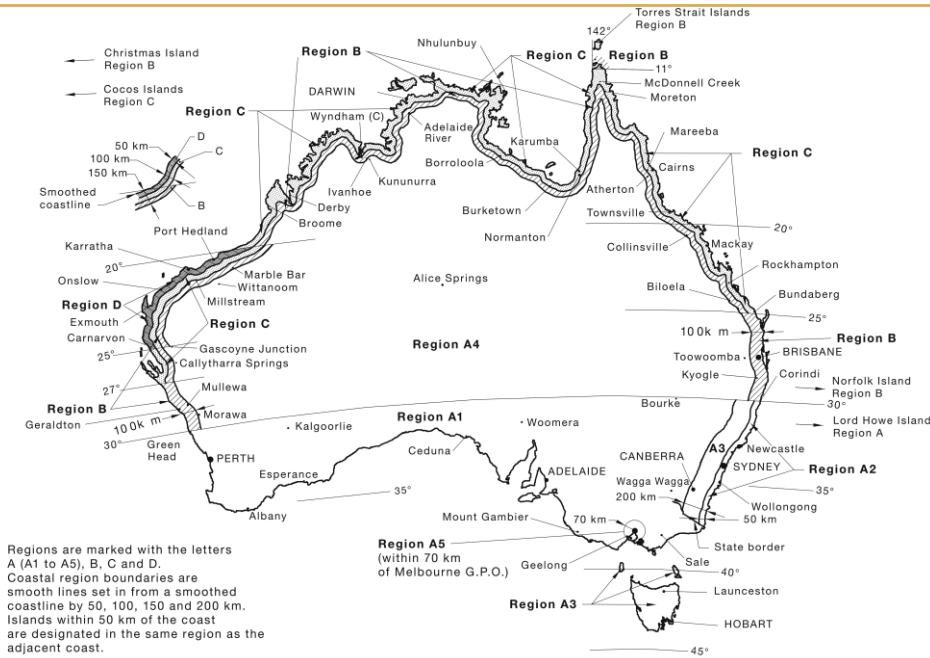 Torres Strait Islands
Region B
142°
Christmas Island
Region B
Cocos Islands
Region C
Region B
Nhulunbuy
Region C
Region B
11°
McDonnell Creek
Moreton
DARWIN
Region C
Wyndham (C)
Adelaide
River
Karumba
Mareeba
D
50 km
C
100 km
150 km
Smoothed
coastline
B
Borroloola
Region C
Cairns
Ivanhoe
Kununurra
Atherton
Derby
Burketown
Townsville
Broome
Port Hedland
Normanton
20°
Collinsville
Mackay
Karratha
20°
Onslow
Marble Bar
Wittanoom
Alice Springs
Rockhampton
Millstream
Biloela
Region D
Bundaberg
Exmouth
Region C
25°
Carnarvon
100k m
Region B
25°
Gascoyne Junction
Region A4
Toowoomba
BRISBANE
Callytharra Springs
Kyogle
Corindi
27°
Mullewa
Norfolk Island
Region B
Region B
Bourke
30°
Geraldton
100k m
Morawa
Region A1
Lord Howe Island
Region A
30°
Kalgoorlie
Woomera
Green
Head
Ceduna
A3
Newcastle
PERTH
CANBERRA
SYDNEY
Esperance
ADELAIDE
Region A2
Wagga Wagga
35°
35°
200 km
Wollongong
Albany
Mount Gambier
70 km
50 km
Region A5
(within 70 km
of Melbourne G.P.O.)
State border
Geelong
Sale
40°
Launceston
Region A3
HOBART
45°
Regions are marked with the letters
A (A1 to A5), B, C and D.
Coastal region boundaries are
smooth lines set in from a smoothed
coastline by 50, 100, 150 and 200 km.
Islands within 50 km of the coast
are designated in the same region as the
adjacent coast.